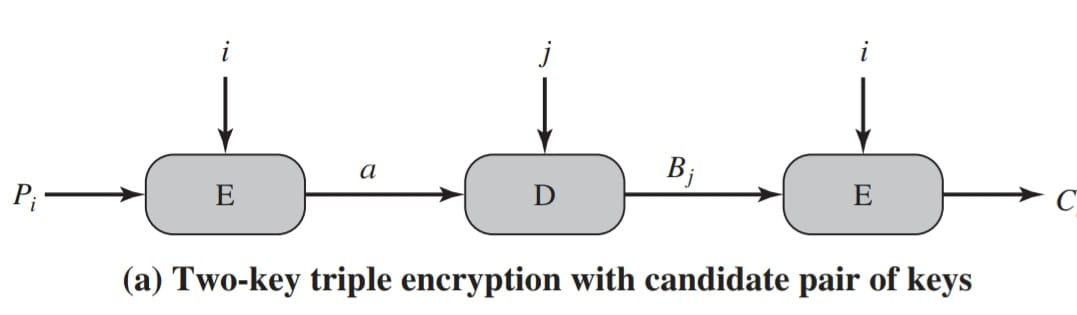 i j i
P_i a B_j C
E D E
(a) Two-key triple encryption with candidate pair of keys